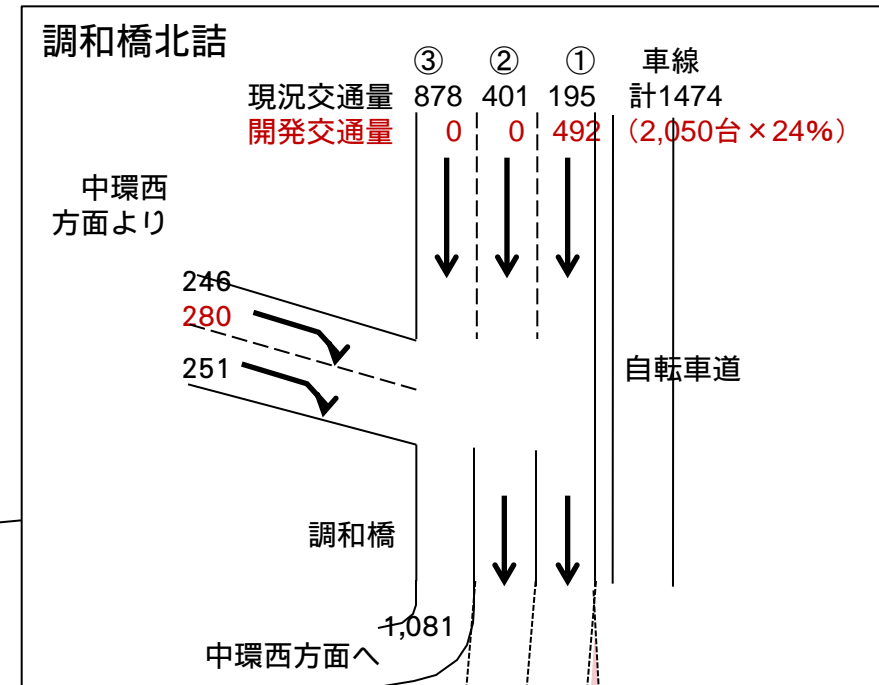 調和橋北詰
③ ② ① 車線
現況交通量 878 401 195 計1474
開発交通量 0 0 492 (2,050台×24%)
中環西
方面より
246
280
251
自転車道
調和橋
1,081
中環西方面へ